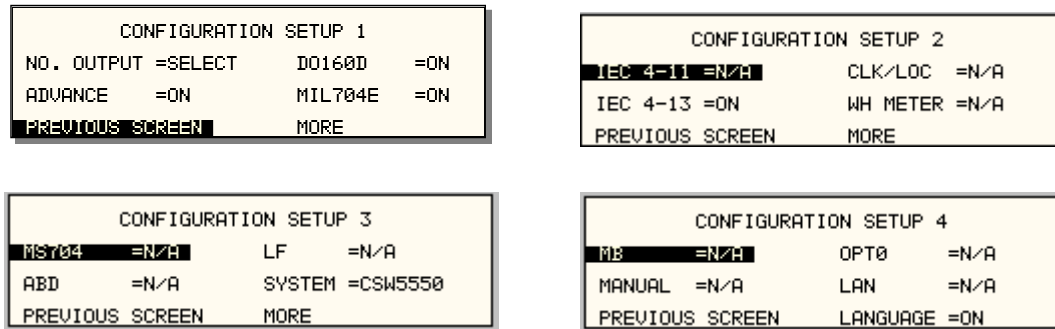 CONFIGURATION SETUP 1
NO. OUTPUT =SELECT DO160D =ON
ADVANCE =ON MIL704E =ON
PREVIOUS SCREEN MORE
CONFIGURATION SETUP 2
IEC 4-11 =N/A CLK/LOC =N/A
IEC 4-13 =ON WH METER =N/A
PREVIOUS SCREEN MORE
CONFIGURATION SETUP 3
MS704 =N/A LF =N/A
ABD =N/A SYSTEM =CSW5550
PREVIOUS SCREEN MORE
CONFIGURATION SETUP 4
MB =N/A OPT0 =N/A
MANUAL =N/A LAN =N/A
PREVIOUS SCREEN LANGUAGE =ON